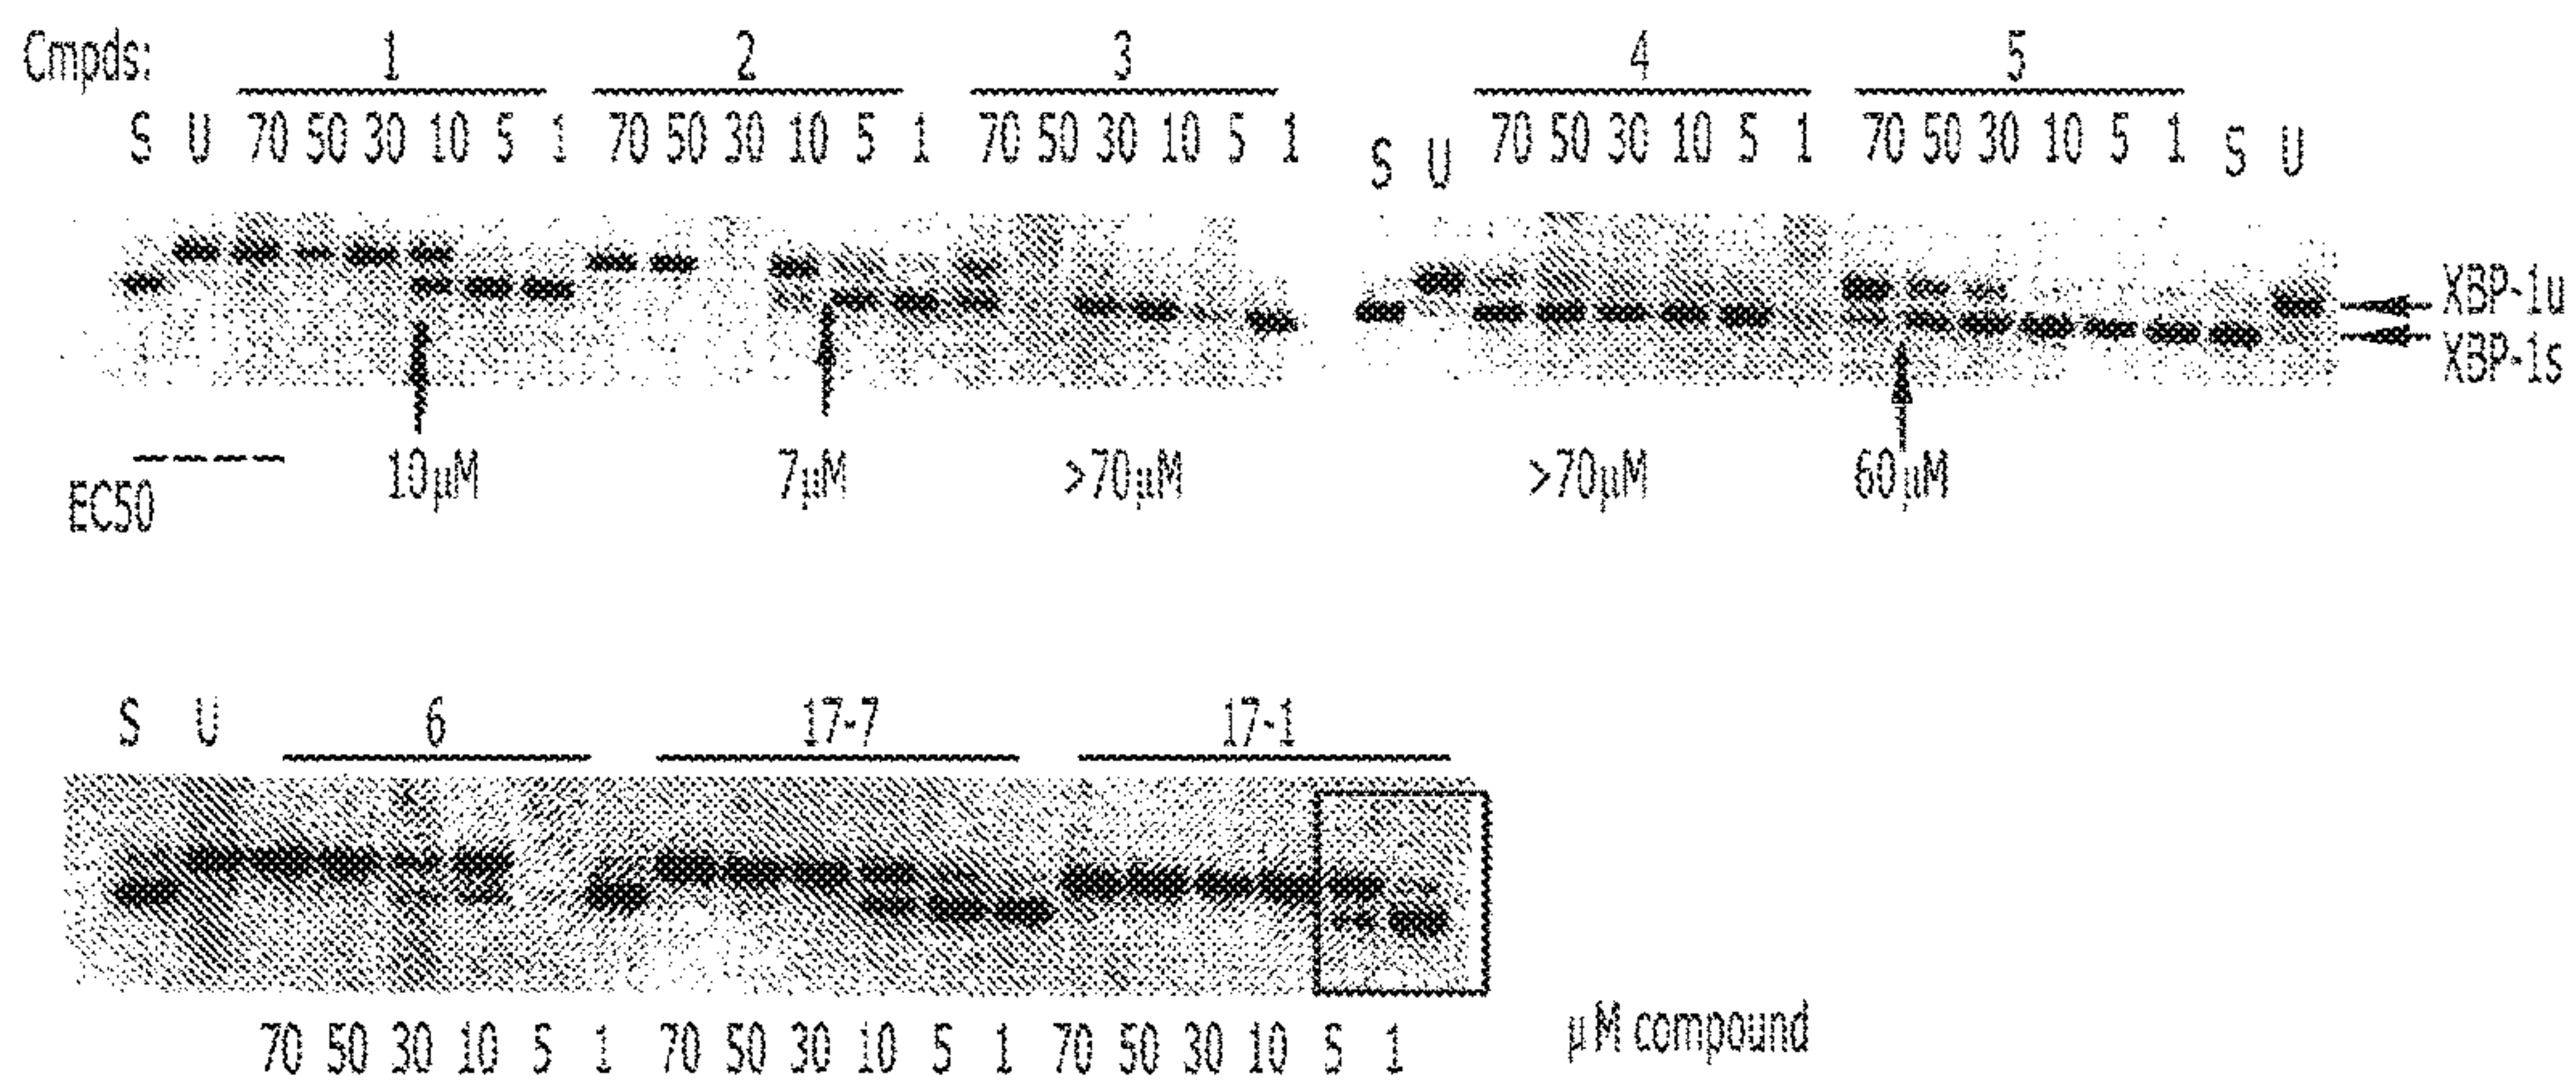 Cmpds: 1 2 3 4 5
S U 70 50 30 10 5 1 70 50 30 10 5 1 70 50 30 10 5 1 S U 70 50 30 10 5 1 70 50 30 10 5 1 S U
XBP-1u
XBP-1s
EC50 10µM 7µM >70µM >70µM 60µM
S U 6 17-7 17-1
70 50 30 10 5 1 70 50 30 10 5 1 70 50 30 10 5 1 µM compound